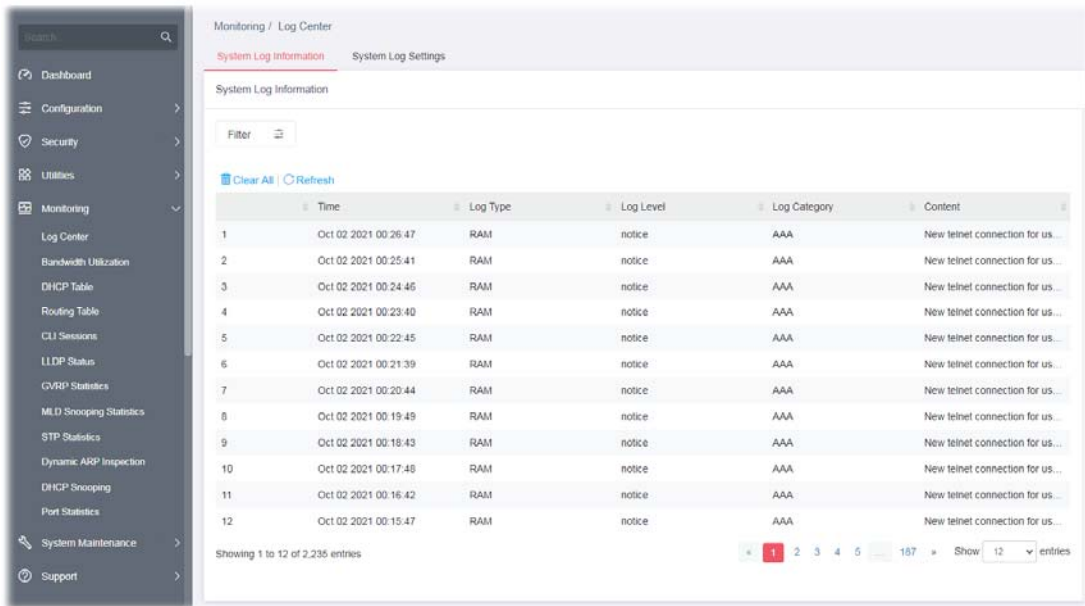 Search
Dashboard
Configuration
Security
Utilities
Monitoring
Log Center
Bandwidth Utilization
DHCP Table
Routing Table
CLI Sessions
LLDP Status
GVRP Statistics
MLD Snooping Statistics
STP Statistics
Dynamic ARP Inspection
DHCP Snooping
Port Statistics
System Maintenance
Support
Monitoring / Log Center
System Log Information System Log Settings
System Log Information
Filter
Clear All | Refresh
Time Log Type Log Level Log Category Content
1 Oct 02 2021 00:26:47 RAM notice AAA New telnet connection for us...
2 Oct 02 2021 00:25:41 RAM notice AAA New telnet connection for us...
3 Oct 02 2021 00:24:46 RAM notice AAA New telnet connection for us...
4 Oct 02 2021 00:23:40 RAM notice AAA New telnet connection for us...
5 Oct 02 2021 00:22:45 RAM notice AAA New telnet connection for us...
6 Oct 02 2021 00:21:39 RAM notice AAA New telnet connection for us...
7 Oct 02 2021 00:20:44 RAM notice AAA New telnet connection for us...
8 Oct 02 2021 00:19:49 RAM notice AAA New telnet connection for us...
9 Oct 02 2021 00:18:43 RAM notice AAA New telnet connection for us...
10 Oct 02 2021 00:17:48 RAM notice AAA New telnet connection for us...
11 Oct 02 2021 00:16:42 RAM notice AAA New telnet connection for us...
12 Oct 02 2021 00:15:47 RAM notice AAA New telnet connection for us...
Showing 1 to 12 of 2,235 entries « 1 2 3 4 5 ... 187 » Show 12 entries